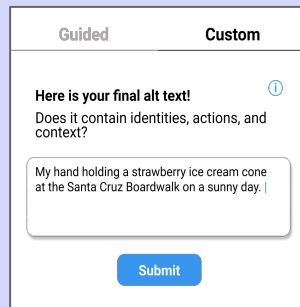 Guided Custom
Here is your final alt text!
Does it contain identities, actions, and
context?
My hand holding a strawberry ice cream cone
at the Santa Cruz Boardwalk on a sunny day.
Submit